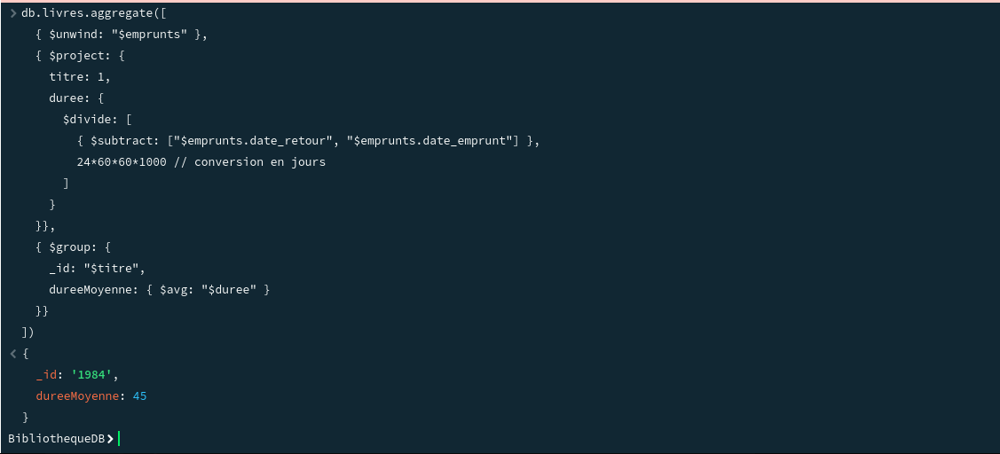 > db.livres.aggregate([
{ $unwind: "$emprunts" },
{ $project: {
titre: 1,
duree: {
$divide: [
{ $subtract: ["$emprunts.date_retour", "$emprunts.date_emprunt"] },
24*60*60*1000 // conversion en jours
]
}
}},
{ $group: {
_id: "$titre",
dureeMoyenne: { $avg: "$duree" }
}}
])
< {
_id: '1984',
dureeMoyenne: 45
}
BibliothequeDB>